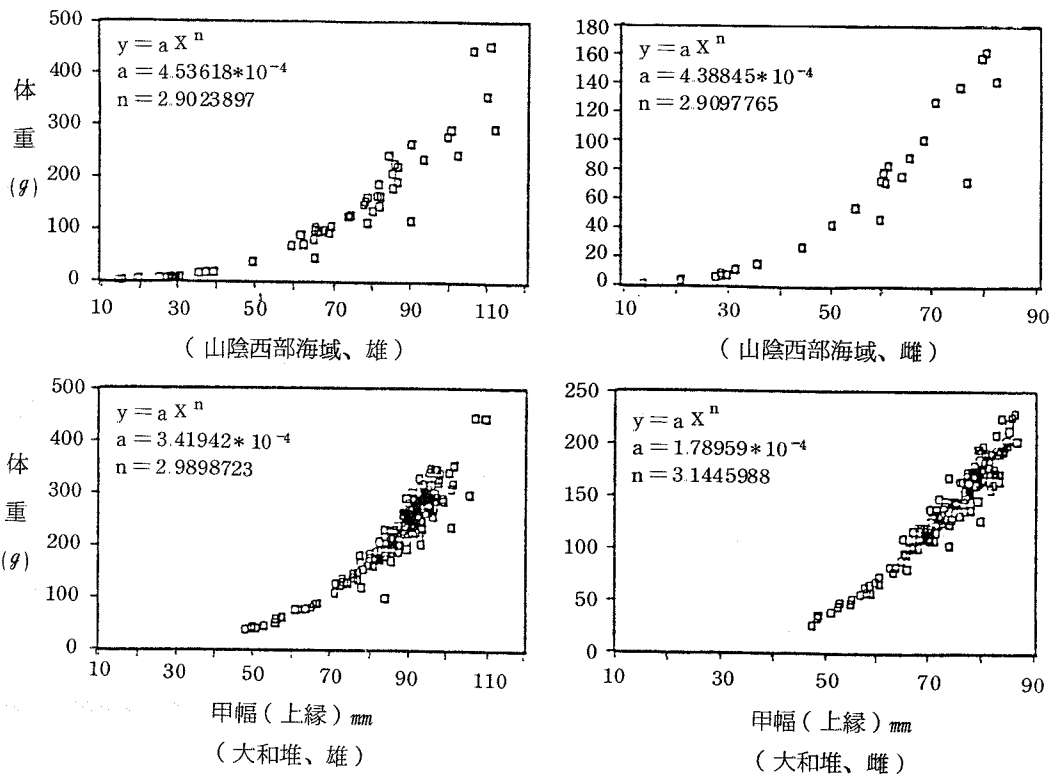 500
400
300
200
100
0
体
重
(g)
y = a X^n
a = 4.53618*10^-4
n = 2.9023897
10 30 50 70 90 110
(山陰西部海域、雄)
180
160
140
120
100
80
60
40
20
0
y = a X^n
a = 4.38845*10^-4
n = 2.9097765
10 30 50 60 70 80 90
(山陰西部海域、雌)
500
400
300
200
100
0
体
重
(g)
y = a X^n
a = 3.41942*10^-4
n = 2.9898723
10 30 50 70 90 110
甲幅(上縁)mm
(大和堆、雄)
250
200
150
100
50
0
y = a X^n
a = 1.78959*10^-4
n = 3.1445988
10 30 50 70 90
甲幅(上縁)mm
(大和堆、雌)